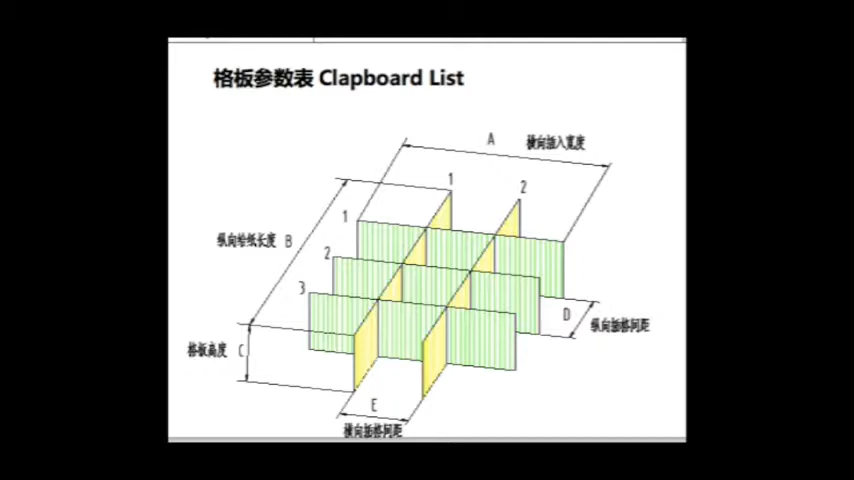 格板参数表 Clapboard List
A 横向插入宽度
1 2
1
纵向给纸长度 B
2
3
D 纵向插格间距
格板高度 C
E
横向插格间距